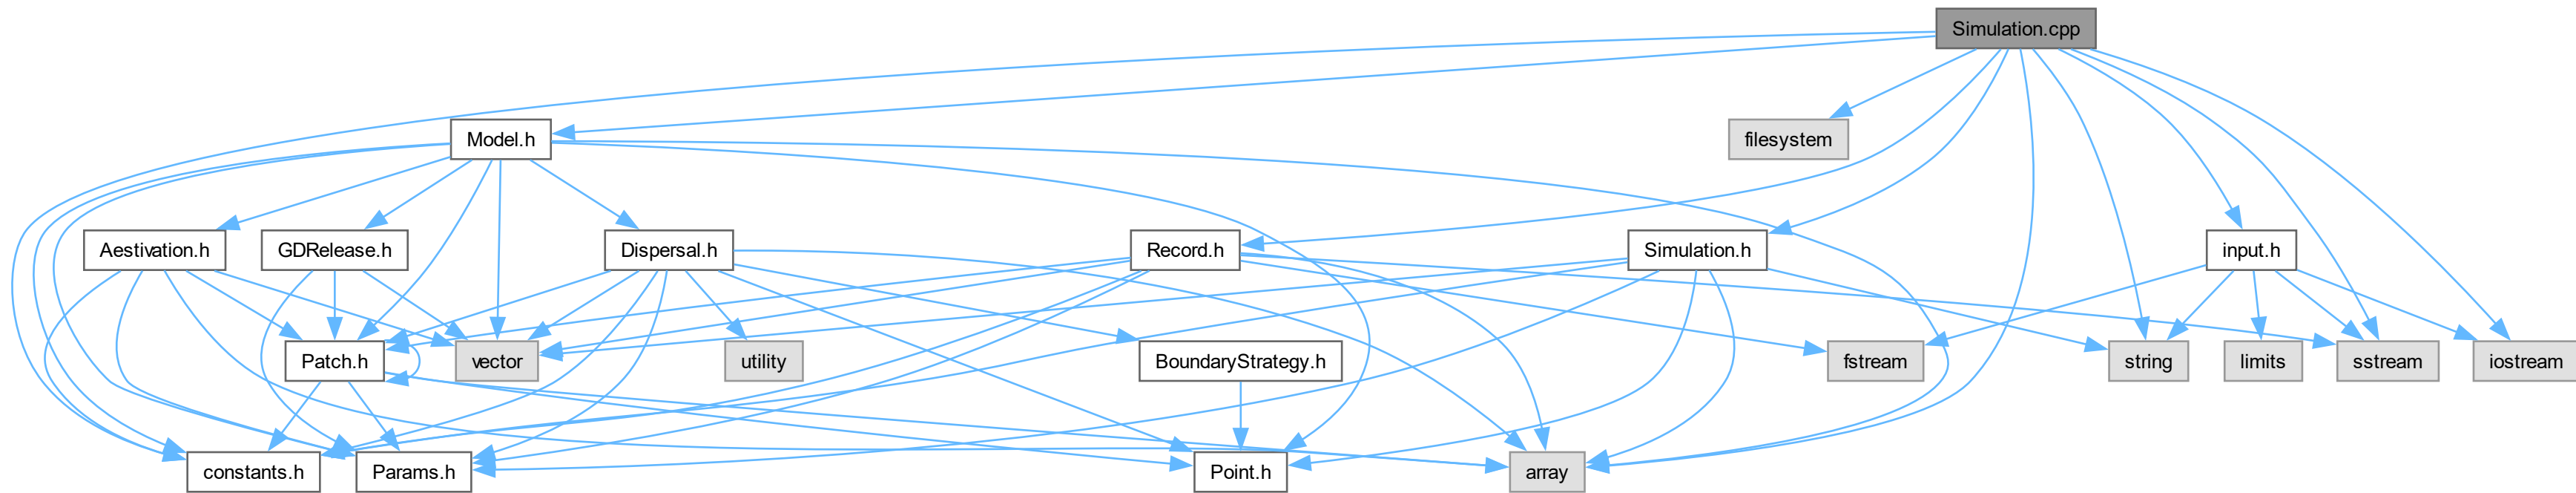 Simulation.cpp
Model.h
filesystem
Aestivation.h
GDRelease.h
Dispersal.h
Record.h
Simulation.h
input.h
Patch.h
vector
utility
BoundaryStrategy.h
fstream
string
limits
sstream
iostream
constants.h
Params.h
Point.h
array